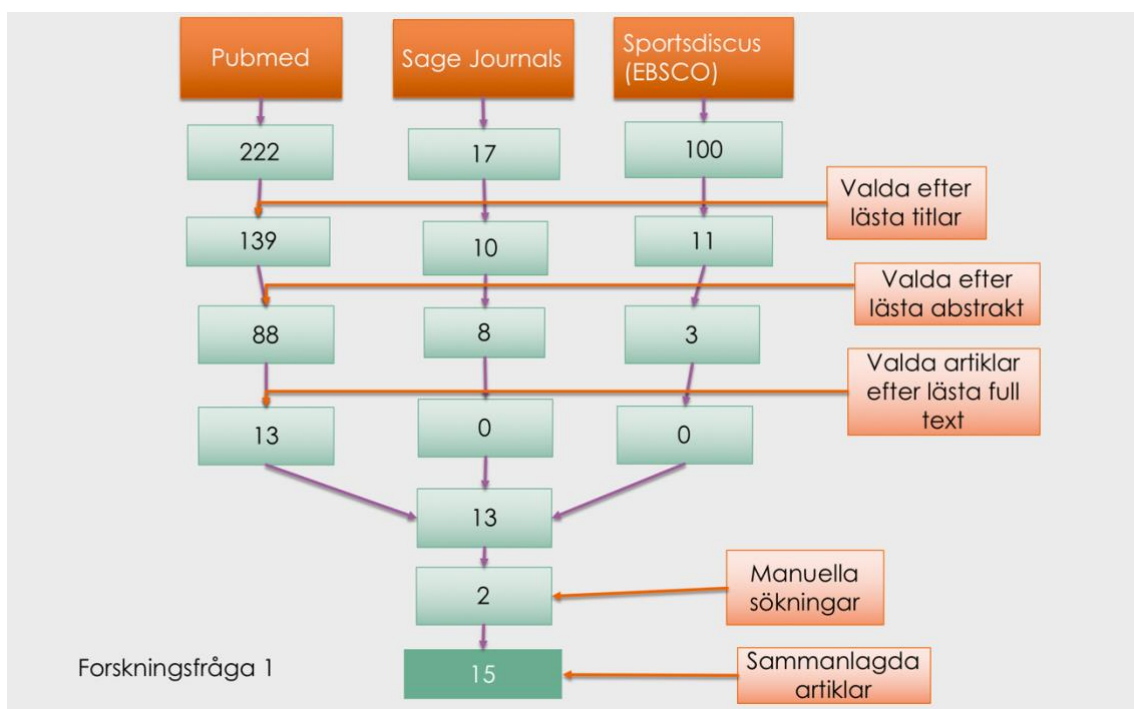 Pubmed
Sage Journals
Sportsdiscus
(EBSCO)
222
17
100
Valda efter
lästa titlar
139
10
11
Valda efter
lästa abstrakt
88
8
3
Valda artiklar
efter lästa full
text
13
0
0
13
Manuella
sökningar
2
Forskningsfråga 1
15
Sammanlagda
artiklar